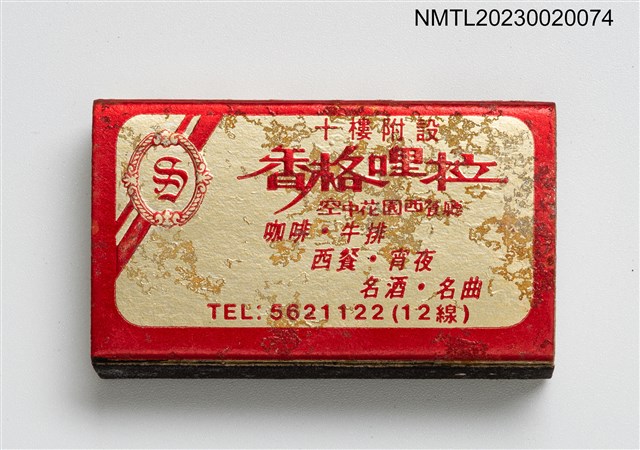 NMTL20230020074
十樓附設
S
香格哩拉
空中花園西餐廳
咖啡・牛排
西餐・宵夜
名酒・名曲
TEL: 5621122 (12線)